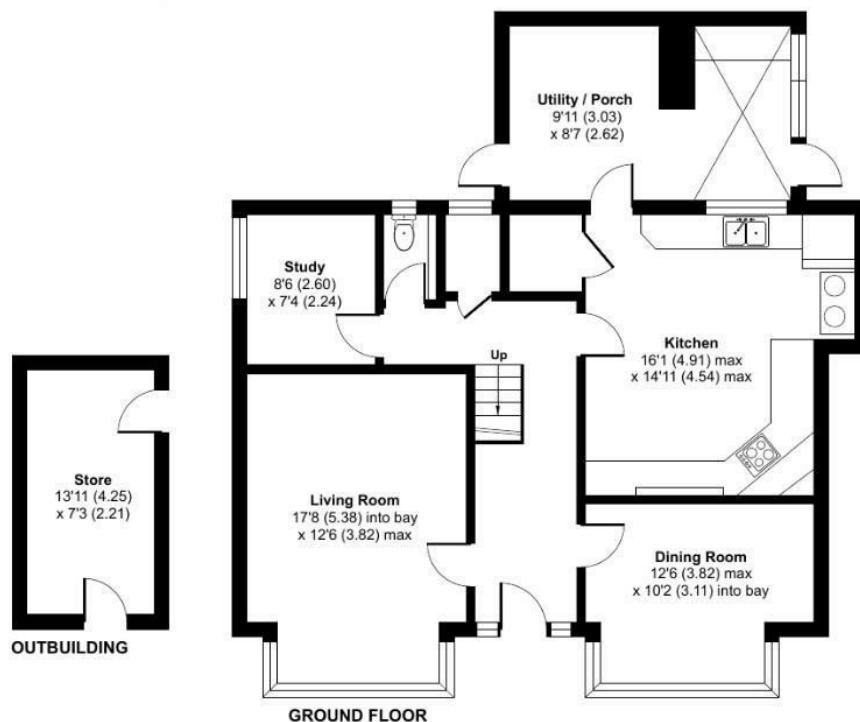 Utility / Porch
9'11 (3.03)
x 8'7 (2.62)
Study
8'6 (2.60)
x 7'4 (2.24)
Up
Kitchen
16'1 (4.91) max
x 14'11 (4.54) max
Store
13'11 (4.25)
x 7'3 (2.21)
Living Room
17'8 (5.38) into bay
x 12'6 (3.82) max
Dining Room
12'6 (3.82) max
x 10'2 (3.11) into bay
OUTBUILDING
GROUND FLOOR